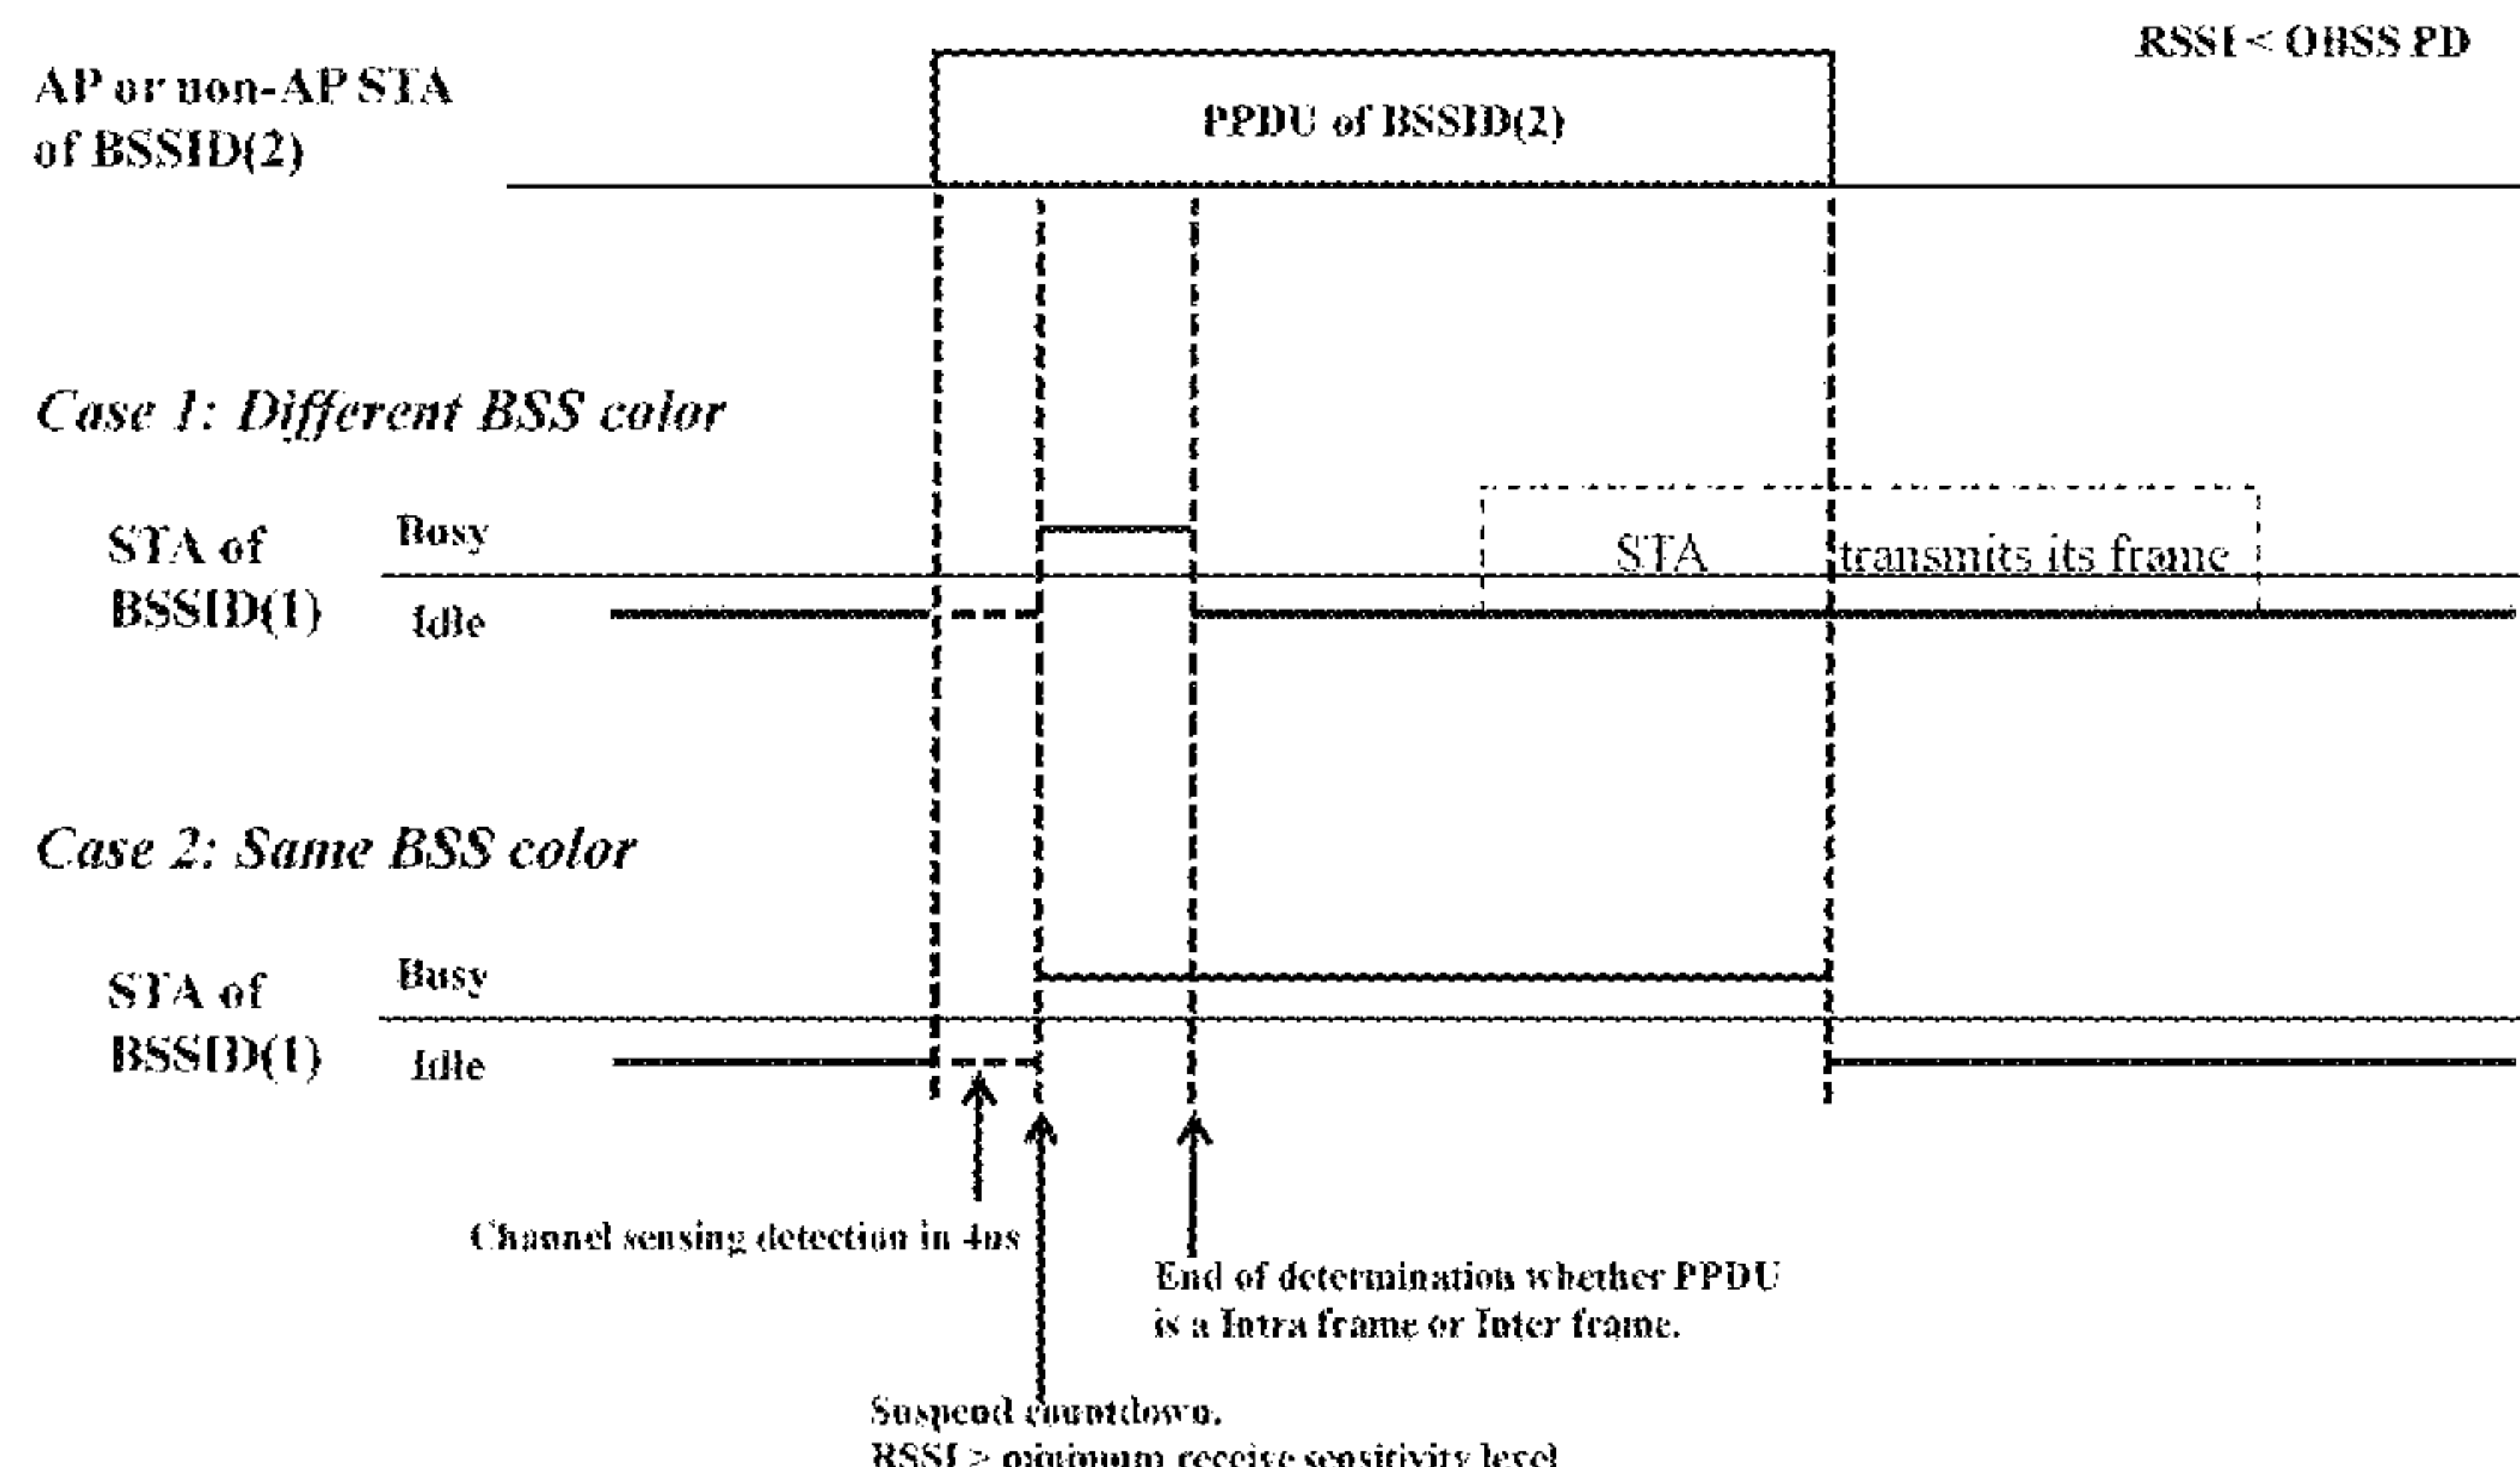 RSSI < OBSS PD
AP or non-AP STA
of BSSID(2)
PPDU of BSSID(2)
Case 1: Different BSS color
STA of
BSSID(1)
Busy
Idle
STA transmits its frame
Case 2: Same BSS color
STA of
BSSID(1)
Busy
Idle
Channel sensing detection in 4us
End of determination whether PPDU
is a Intra frame or Inter frame.
Suspend countdown.
RSSI > minimum receive sensitivity level